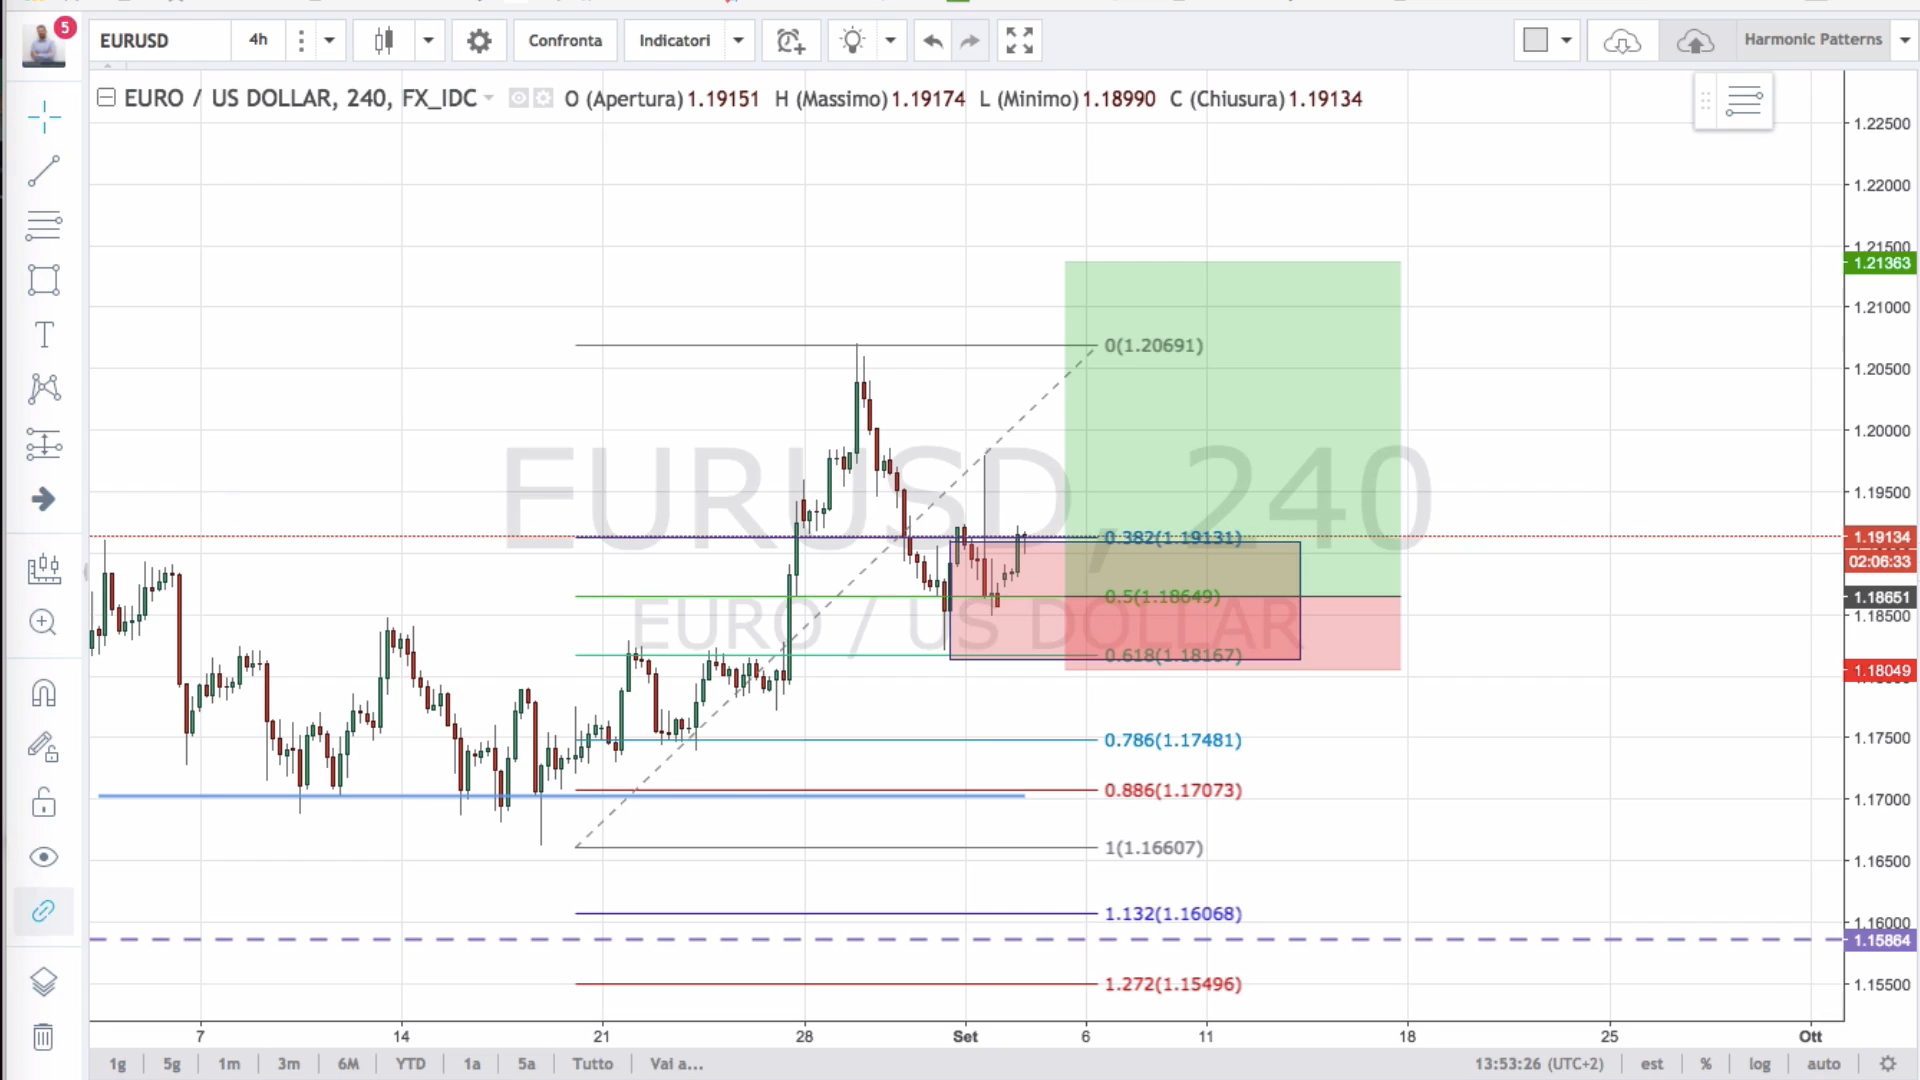 5
EURUSD
4h
Confronta
Indicatori
Harmonic Patterns
EURO / US DOLLAR, 240, FX_IDC
O (Apertura) 1.19151 H (Massimo) 1.19174 L (Minimo) 1.18990 C (Chiusura) 1.19134
EURUSD, 240
EURO / US DOLLAR
0(1.20691)
0.382(1.19131)
0.5(1.18649)
0.618(1.18167)
0.786(1.17481)
0.886(1.17073)
1(1.16607)
1.132(1.16068)
1.272(1.15496)
1.22500
1.22000
1.21500
1.21363
1.21000
1.20500
1.20000
1.19500
1.19134
02:06:33
1.18651
1.18500
1.18049
1.17500
1.17000
1.16500
1.16000
1.15864
1.15500
7 14 21 28 Set 6 11 18 25 Ott
1g 5g 1m 3m 6M YTD 1a 5a Tutto Vai a...
13:53:26 (UTC+2) est % log auto